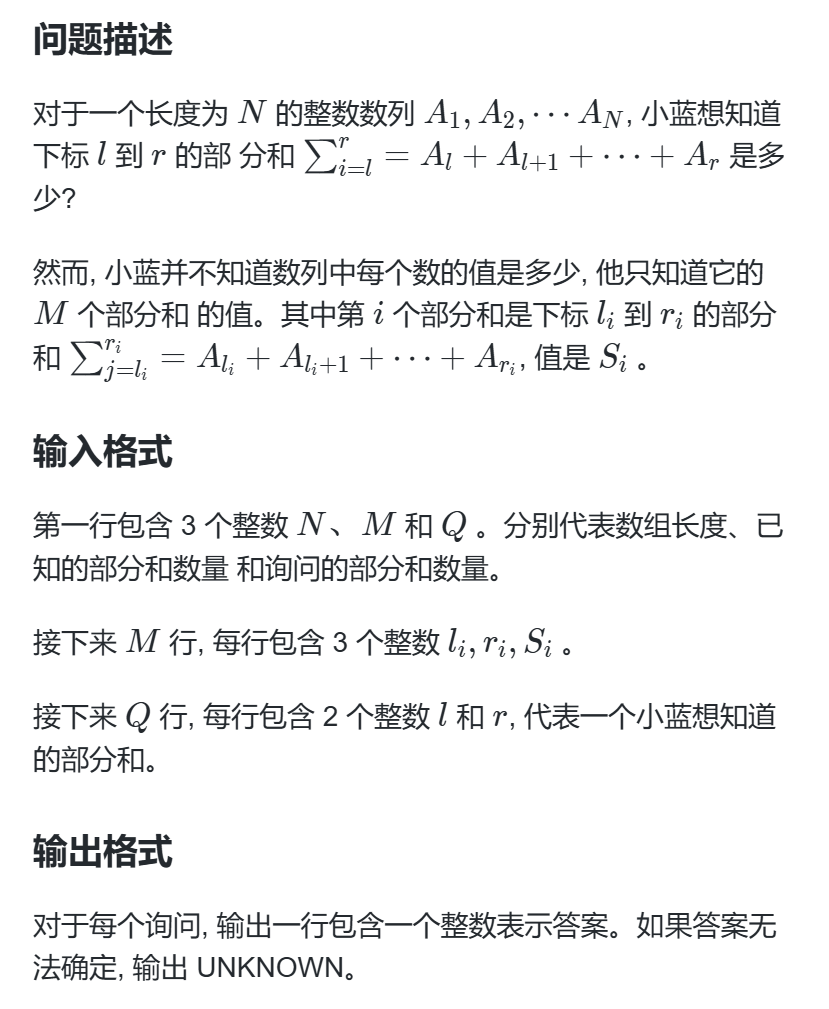 问题描述
对于一个长度为 N 的整数数列 A₁, A₂, ⋯ A_N, 小蓝想知道
下标 l 到 r 的部 分和 ∑_{i=l}^{r} = A_l + A_{l+1} + ⋯ + A_r 是多
少?
然而, 小蓝并不知道数列中每个数的值是多少, 他只知道它的
M 个部分和 的值。其中第 i 个部分和是下标 l_i 到 r_i 的部分
和 ∑_{j=l_i}^{r_i} = A_{l_i} + A_{l_i+1} + ⋯ + A_{r_i}, 值是 S_i 。
输入格式
第一行包含 3 个整数 N、M 和 Q 。分别代表数组长度、已
知的部分和数量 和询问的部分和数量。
接下来 M 行, 每行包含 3 个整数 l_i, r_i, S_i 。
接下来 Q 行, 每行包含 2 个整数 l 和 r, 代表一个小蓝想知道
的部分和。
输出格式
对于每个询问, 输出一行包含一个整数表示答案。如果答案无
法确定, 输出 UNKNOWN。